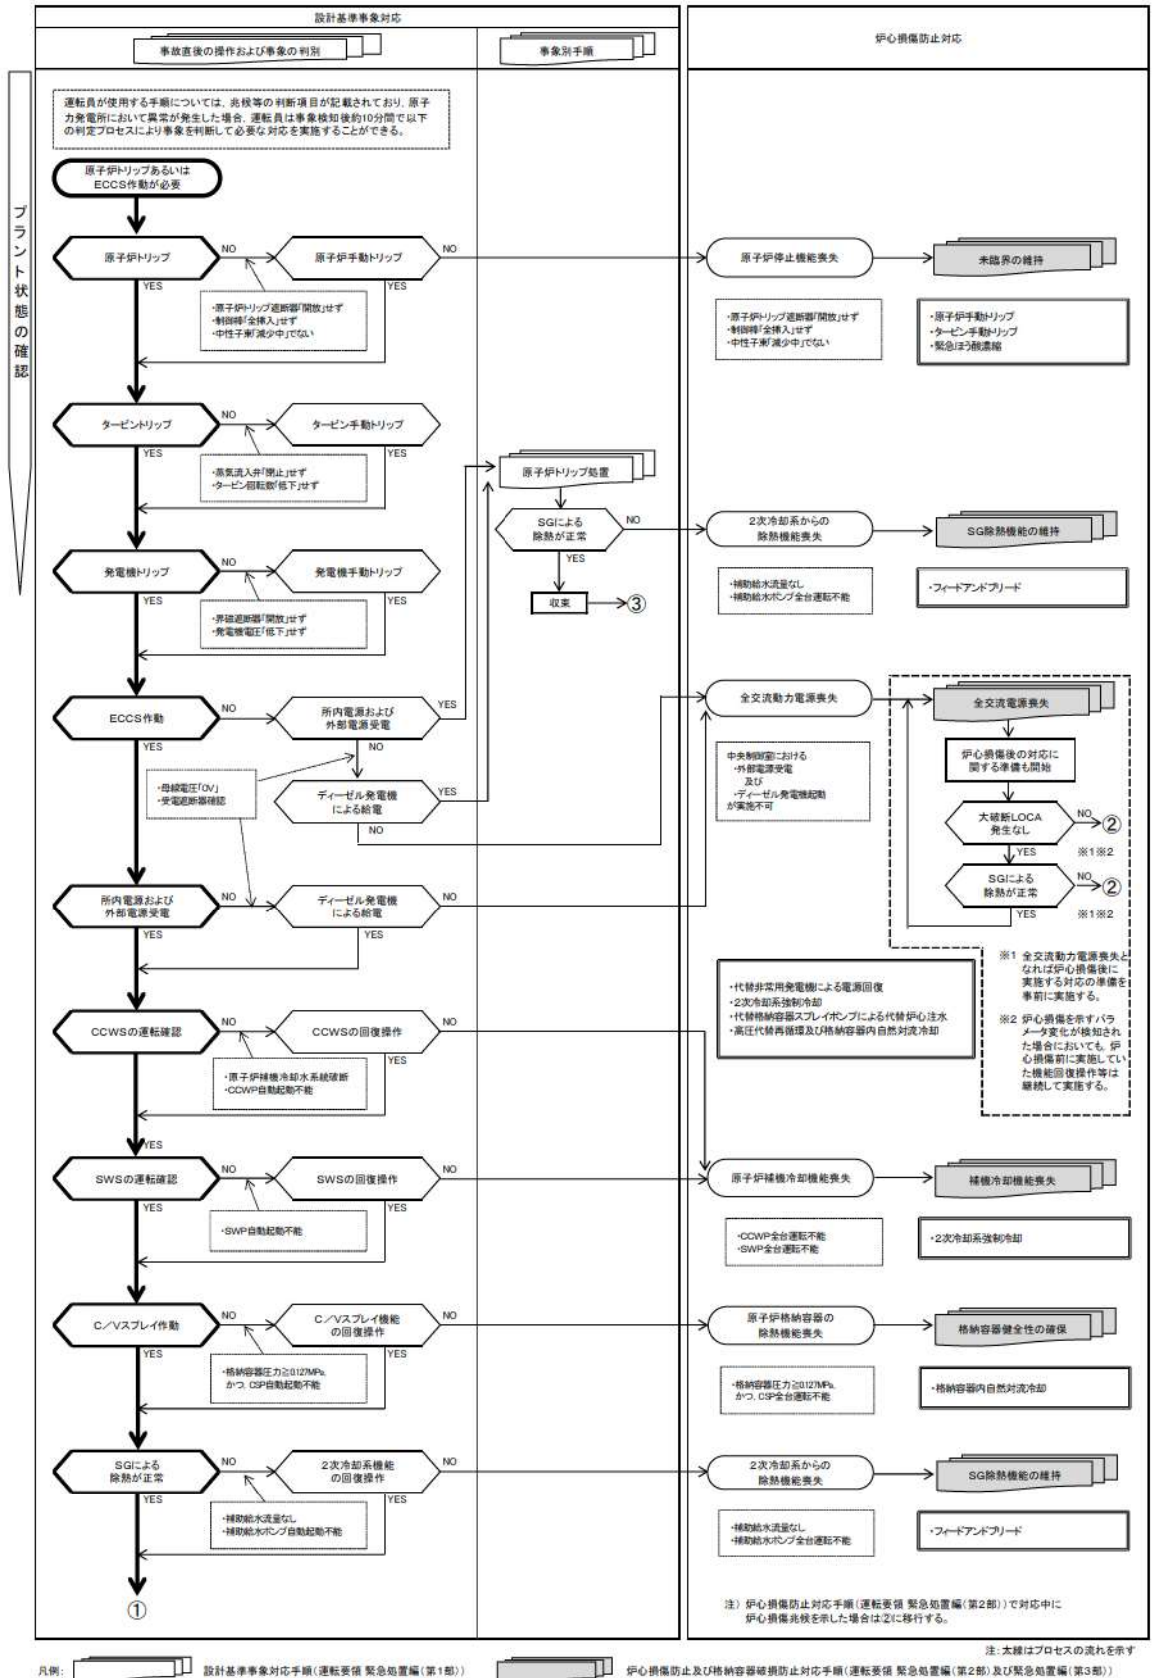 設計基準事象対応
事故直後の操作および事象の判別
事象別手順
炉心損傷防止対応
プラント状態の確認
運転員が使用する手順については、兆候等の判断項目が記載されており、原子
力発電所において異常が発生した場合、運転員は事象検知後約10分間で以下
の判定プロセスにより事象を判断して必要な対応を実施することができる。
原子炉トリップあるいは
ECCS作動が必要
原子炉トリップ
NO
原子炉手動トリップ
NO
原子炉停止機能喪失
未臨界の維持
YES
YES
・原子炉トリップ遮断器「開放」せず
・制御棒「全挿入」せず
・中性子束「減少中」でない
・原子炉トリップ遮断器「開放」せず
・制御棒「全挿入」せず
・中性子束「減少中」でない
・原子炉手動トリップ
・タービン手動トリップ
・緊急ほう酸濃縮
タービントリップ
NO
タービン手動トリップ
YES
YES
・蒸気流入弁「閉止」せず
・タービン回転数「低下」せず
原子炉トリップ処置
SGによる
除熱が正常
NO
YES
収束
③
2次冷却系からの
除熱機能喪失
SG除熱機能の維持
・補助給水流量なし
・補助給水ポンプ全台運転不能
・フィードアンドブリード
発電機トリップ
NO
発電機手動トリップ
YES
YES
・界磁遮断器「開放」せず
・発電機電圧「低下」せず
ECCS作動
NO
所内電源および
外部電源受電
YES
YES
NO
・母線電圧「0V」
・受電遮断器確認
ディーゼル発電機
による給電
YES
NO
全交流動力電源喪失
全交流電源喪失
中央制御室における
・外部電源受電
及び
・ディーゼル発電機起動
が実施不可
炉心損傷後の対応に
関する準備も開始
大破断LOCA
発生なし
NO
②
YES
※1※2
SGによる
除熱が正常
NO
②
YES
※1※2
所内電源および
外部電源受電
NO
ディーゼル発電機
による給電
NO
YES
YES
※1 全交流動力電源喪失と
なれば炉心損傷後に
実施する対応の準備を
事前に実施する。
※2 炉心損傷を示すパラ
メータ変化が検知され
た場合においても、炉
心損傷前に実施してい
た機能回復操作等は
継続して実施する。
・代替非常用発電機による電源回復
・2次冷却系強制冷却
・代替格納容器スプレイポンプによる代替炉心注水
・高圧代替再循環及び格納容器内自然対流冷却
CCWSの運転確認
NO
CCWSの回復操作
NO
YES
YES
・原子炉補機冷却水系統破断
・CCWP自動起動不能
YES
SWSの運転確認
NO
SWSの回復操作
NO
原子炉補機冷却機能喪失
補機冷却機能喪失
YES
YES
・SWP自動起動不能
・CCWP全台運転不能
・SWP全台運転不能
・2次冷却系強制冷却
C/Vスプレイ作動
NO
C/Vスプレイ機能
の回復操作
NO
原子炉格納容器の
除熱機能喪失
格納容器健全性の確保
YES
YES
・格納容器圧力≧0.127MPa、
かつ、CSP自動起動不能
・格納容器圧力≧0.127MPa、
かつ、CSP全台運転不能
・格納容器内自然対流冷却
SGによる
除熱が正常
NO
2次冷却系機能
の回復操作
NO
2次冷却系からの
除熱機能喪失
SG除熱機能の維持
YES
YES
・補助給水流量なし
・補助給水ポンプ自動起動不能
・補助給水流量なし
・補助給水ポンプ全台運転不能
・フィードアンドブリード
①
注) 炉心損傷防止対応手順(運転要領 緊急処置編(第2部))で対応中に
炉心損傷兆候を示した場合は②に移行する。
注:太線はプロセスの流れを示す
凡例:
設計基準事象対応手順(運転要領 緊急処置編(第1部))
炉心損傷防止及び格納容器破損防止対応手順(運転要領 緊急処置編(第2部)及び緊急処置編(第3部))